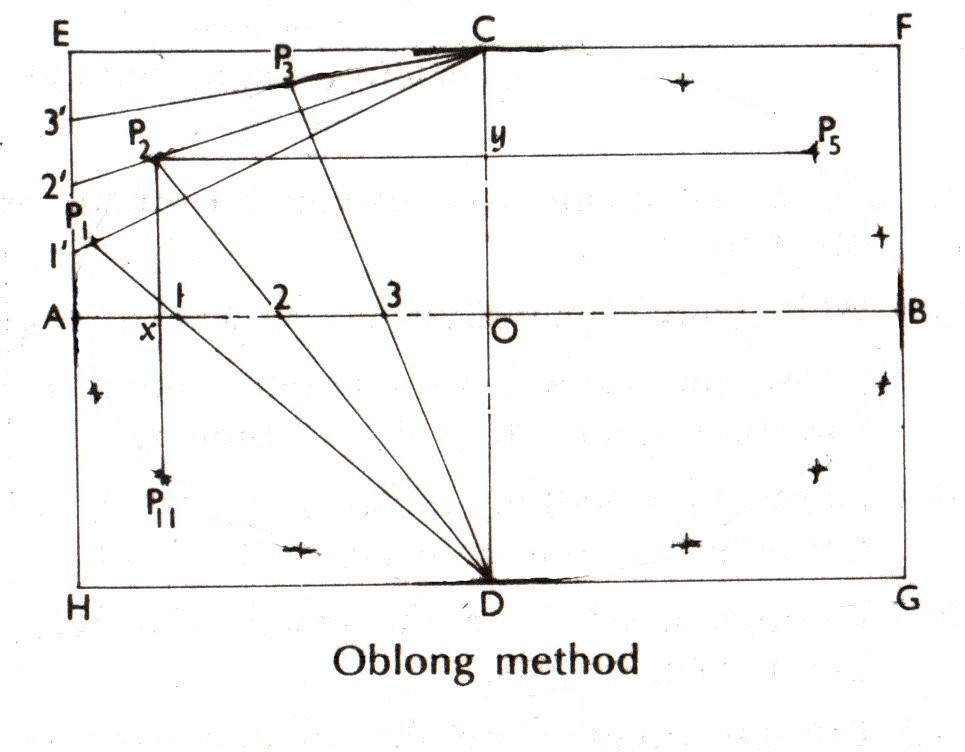 E C F
P3
3'
P2 y P5
2'
P1
1'
A 1 2 3 B
x O
P11
H D G
Oblong method